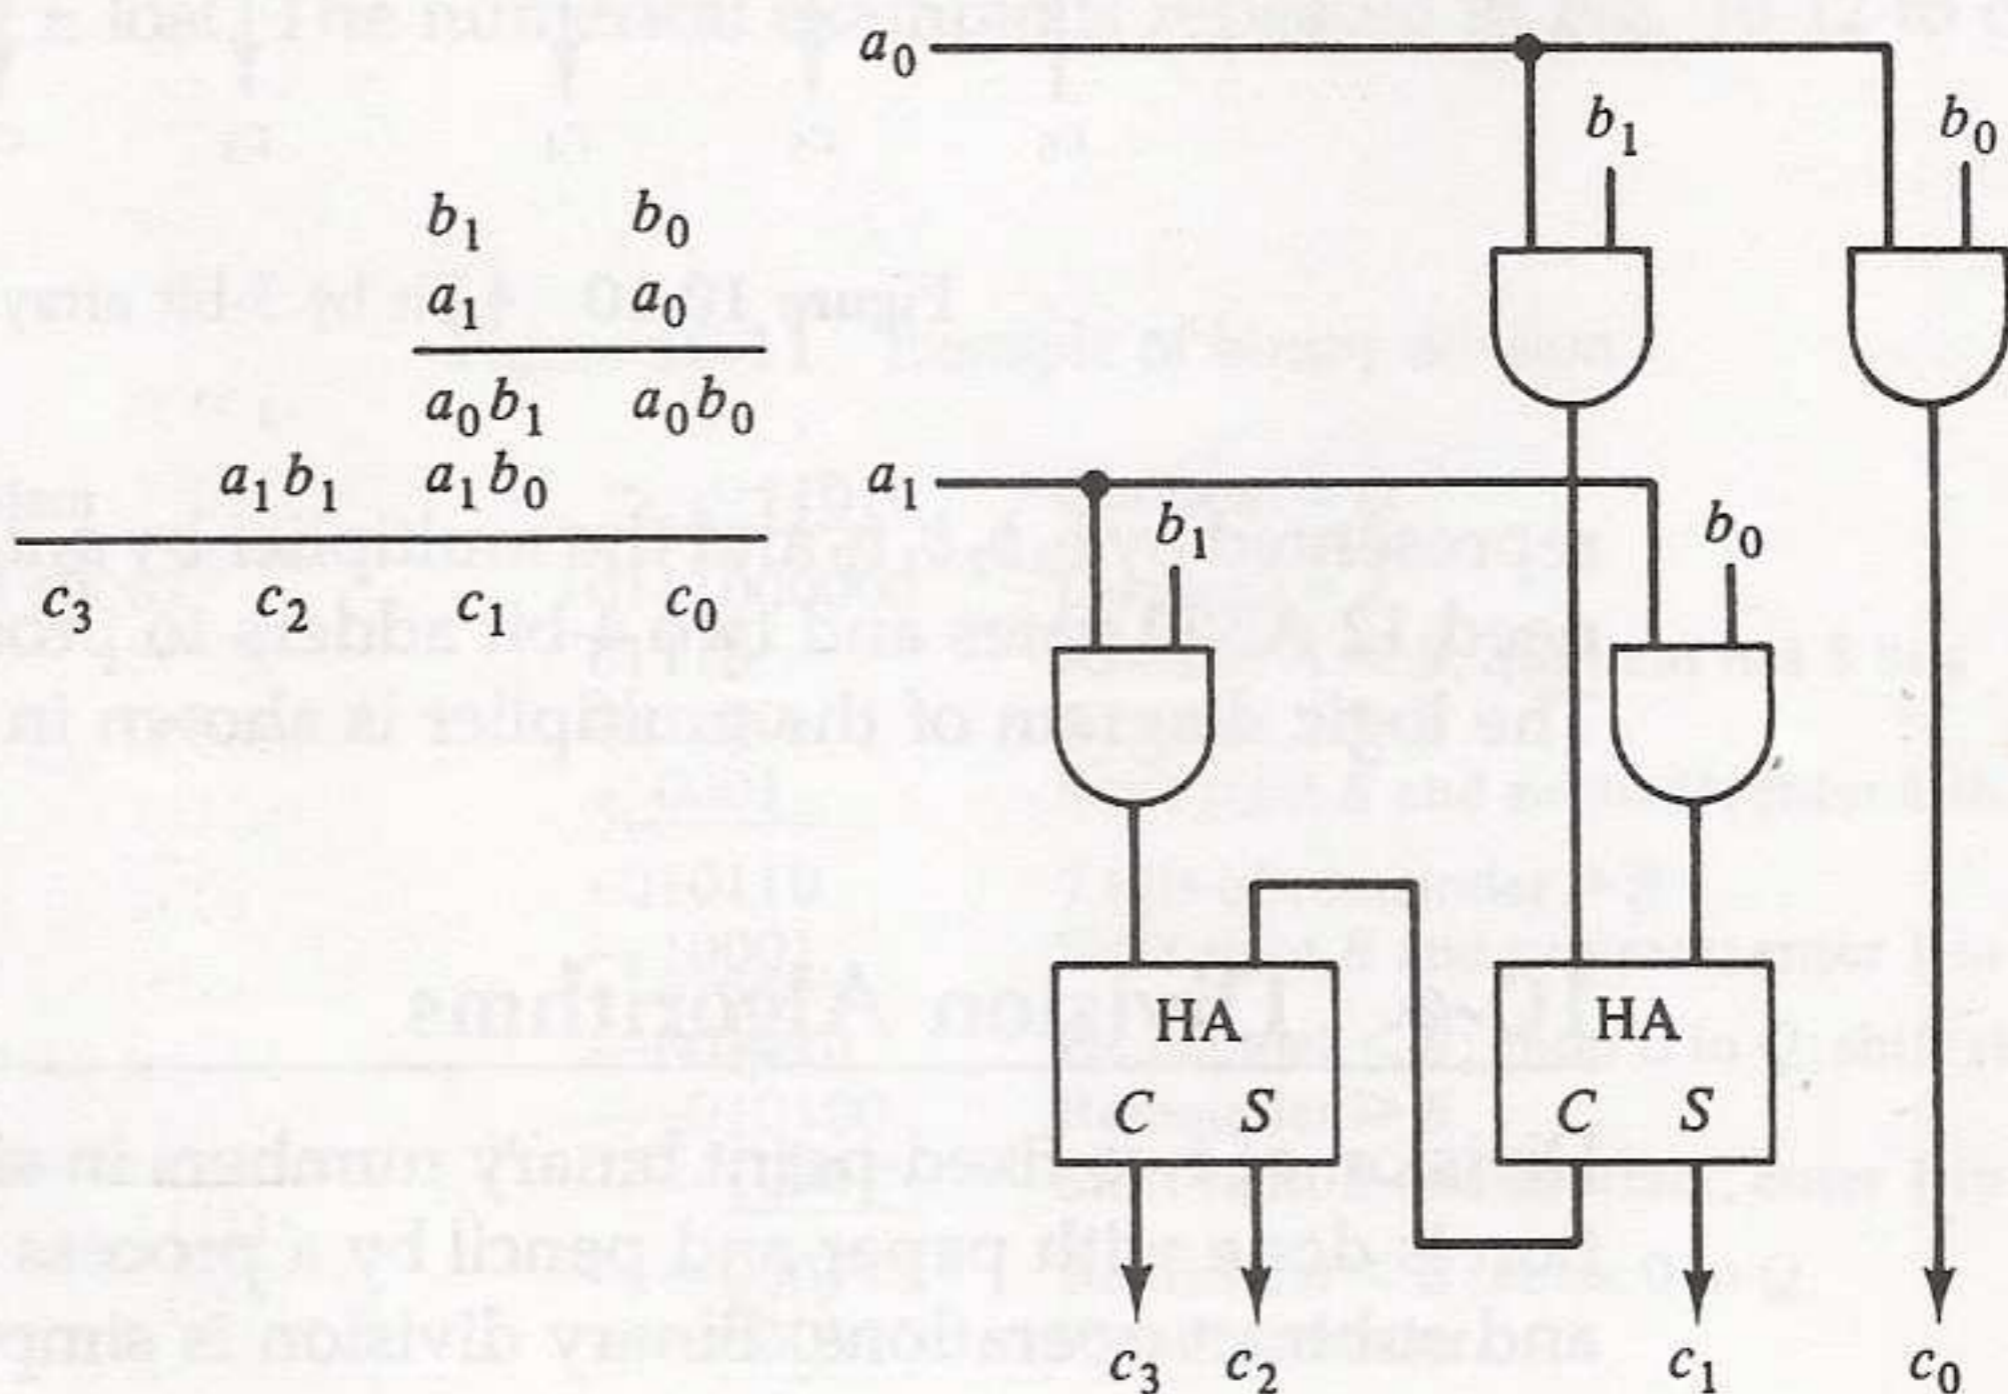 b₁ b₀
a₁ a₀
a₀b₁ a₀b₀
a₁b₁ a₁b₀
c₃ c₂ c₁ c₀
a₀
b₁ b₀
a₁
b₁ b₀
HA HA
C S C S
c₃ c₂ c₁ c₀